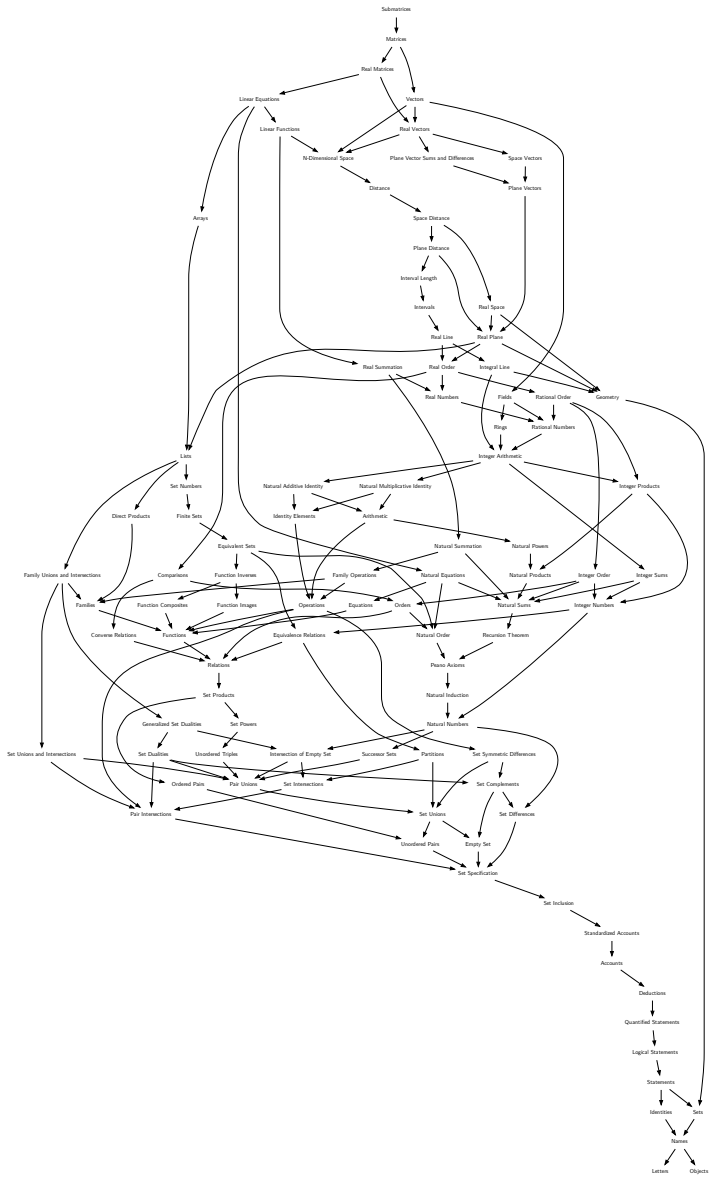 Submatrices
Matrices
Real Matrices
Linear Equations
Vectors
Linear Functions
Real Vectors
N-Dimensional Space
Plane Vector Sums and Differences
Space Vectors
Distance
Plane Vectors
Arrays
Space Distance
Plane Distance
Interval Length
Intervals
Real Space
Real Line
Real Plane
Real Summation
Real Order
Integral Line
Real Numbers
Fields
Rational Order
Geometry
Rings
Rational Numbers
Lists
Integer Arithmetic
Set Numbers
Natural Additive Identity
Natural Multiplicative Identity
Integer Products
Direct Products
Finite Sets
Identity Elements
Arithmetic
Equivalent Sets
Natural Summation
Natural Powers
Family Unions and Intersections
Comparisons
Function Inverses
Family Operations
Natural Equations
Natural Products
Integer Order
Integer Sums
Families
Function Composites
Function Images
Operations
Equations
Orders
Natural Sums
Integer Numbers
Converse Relations
Functions
Equivalence Relations
Natural Order
Recursion Theorem
Relations
Peano Axioms
Set Products
Natural Induction
Generalized Set Dualities
Set Powers
Natural Numbers
Set Unions and Intersections
Set Dualities
Unordered Triples
Intersection of Empty Set
Successor Sets
Partitions
Set Symmetric Differences
Ordered Pairs
Pair Unions
Set Intersections
Set Complements
Pair Intersections
Set Unions
Set Differences
Unordered Pairs
Empty Set
Set Specification
Set Inclusion
Standardized Accounts
Accounts
Deductions
Quantified Statements
Logical Statements
Statements
Identities
Sets
Names
Letters
Objects